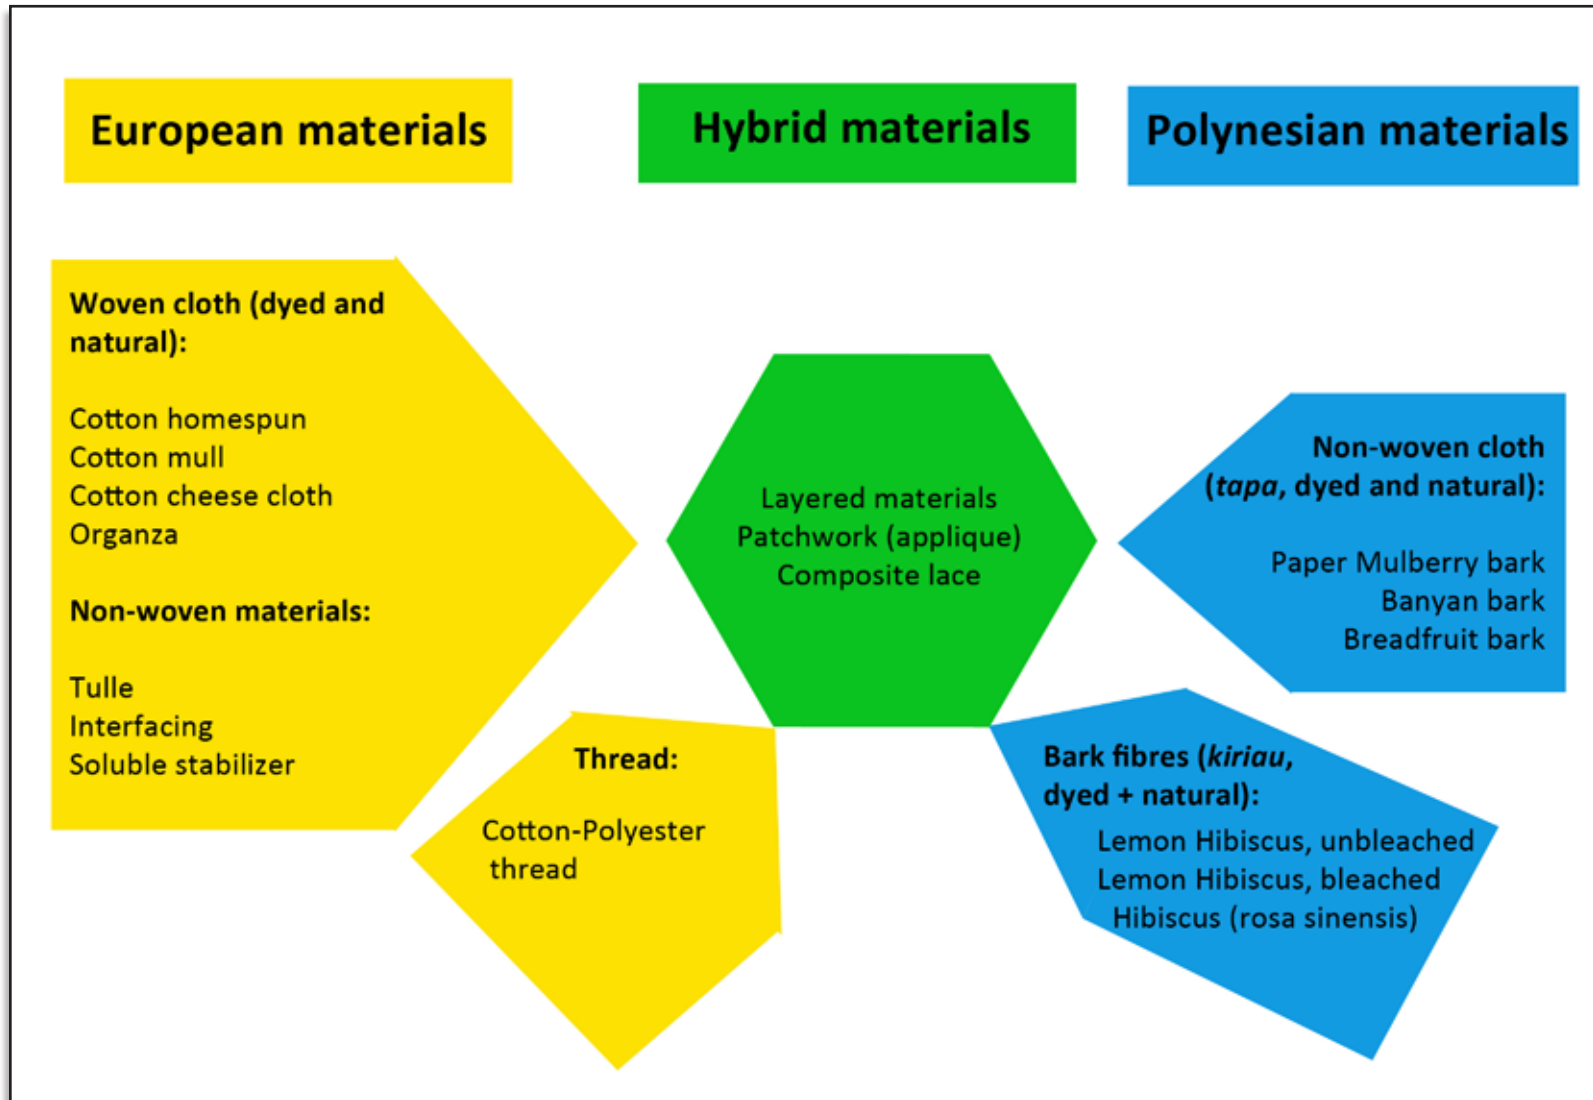 European materials
Hybrid materials
Polynesian materials
Woven cloth (dyed and
natural):
Cotton homespun
Cotton mull
Cotton cheese cloth
Organza
Non-woven materials:
Tulle
Interfacing
Soluble stabilizer
Thread:
Cotton-Polyester
thread
Layered materials
Patchwork (applique)
Composite lace
Non-woven cloth
(tapa, dyed and natural):
Paper Mulberry bark
Banyan bark
Breadfruit bark
Bark fibres (kiriau,
dyed + natural):
Lemon Hibiscus, unbleached
Lemon Hibiscus, bleached
Hibiscus (rosa sinensis)